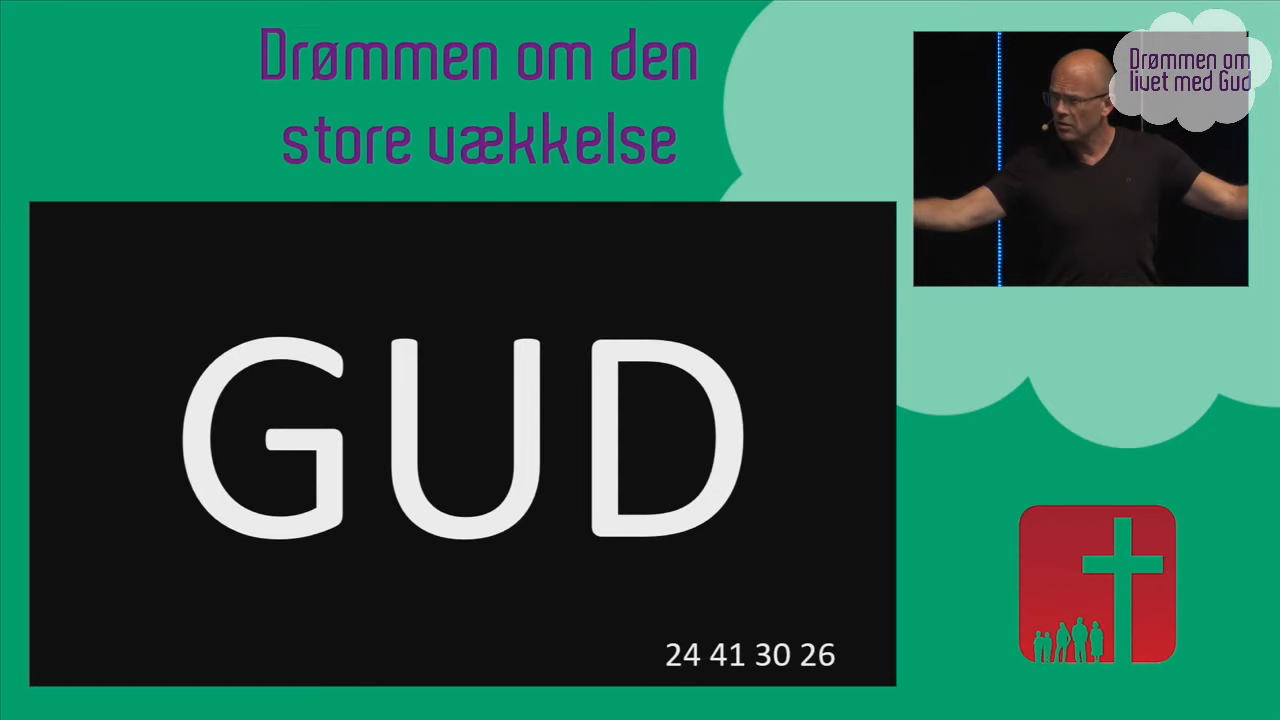 Drømmen om den
store vækkelse
Drømmen om
livet med Gud
GUD
24 41 30 26